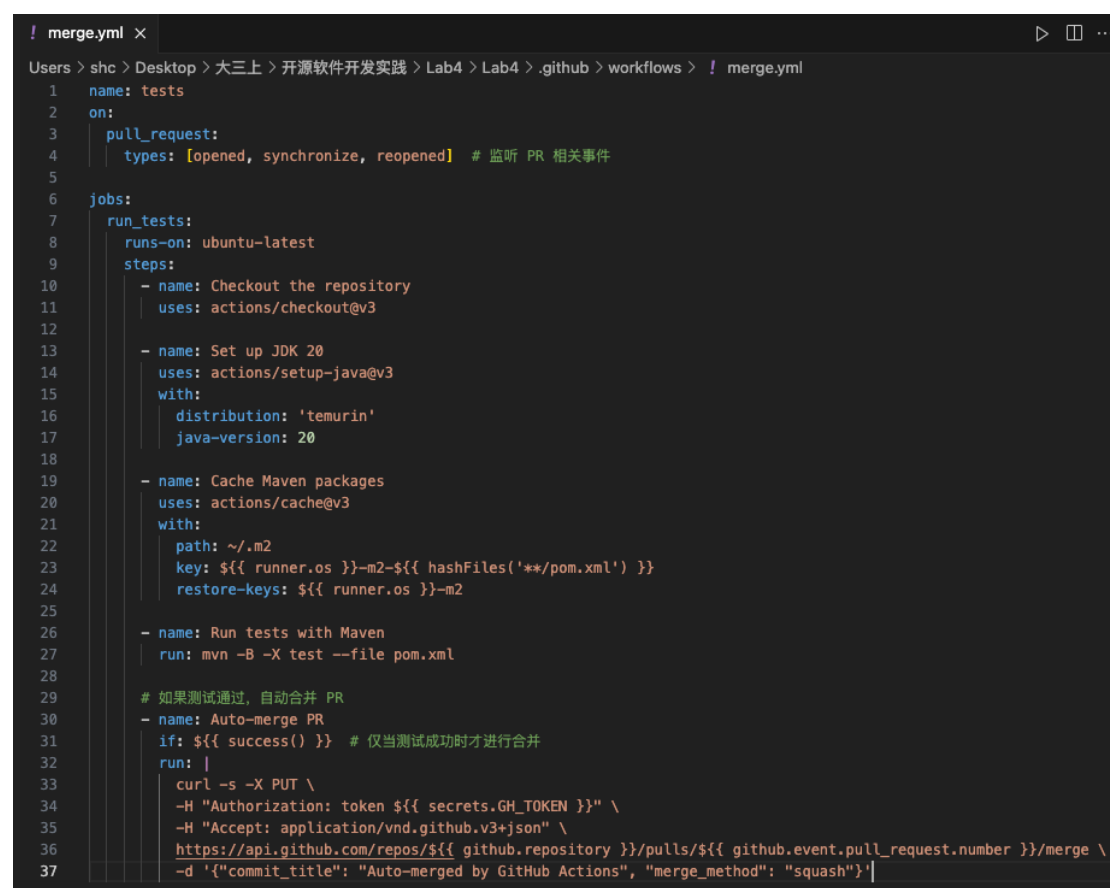 ! merge.yml ×
Users > shc > Desktop > 大三上 > 开源软件开发实践 > Lab4 > Lab4 > .github > workflows > ! merge.yml
1 name: tests
2 on:
3   pull_request:
4     types: [opened, synchronize, reopened]  # 监听 PR 相关事件
5
6 jobs:
7   run_tests:
8     runs-on: ubuntu-latest
9     steps:
10       - name: Checkout the repository
11         uses: actions/checkout@v3
12
13       - name: Set up JDK 20
14         uses: actions/setup-java@v3
15         with:
16           distribution: 'temurin'
17           java-version: 20
18
19       - name: Cache Maven packages
20         uses: actions/cache@v3
21         with:
22           path: ~/.m2
23           key: ${{ runner.os }}-m2-${{ hashFiles('**/pom.xml') }}
24           restore-keys: ${{ runner.os }}-m2
25
26       - name: Run tests with Maven
27         run: mvn -B -X test --file pom.xml
28
29       # 如果测试通过，自动合并 PR
30       - name: Auto-merge PR
31         if: ${{ success() }}  # 仅当测试成功时才进行合并
32         run: |
33           curl -s -X PUT \
34           -H "Authorization: token ${{ secrets.GH_TOKEN }}" \
35           -H "Accept: application/vnd.github.v3+json" \
36           https://api.github.com/repos/${{ github.repository }}/pulls/${{ github.event.pull_request.number }}/merge \
37           -d '{"commit_title": "Auto-merged by GitHub Actions", "merge_method": "squash"}'